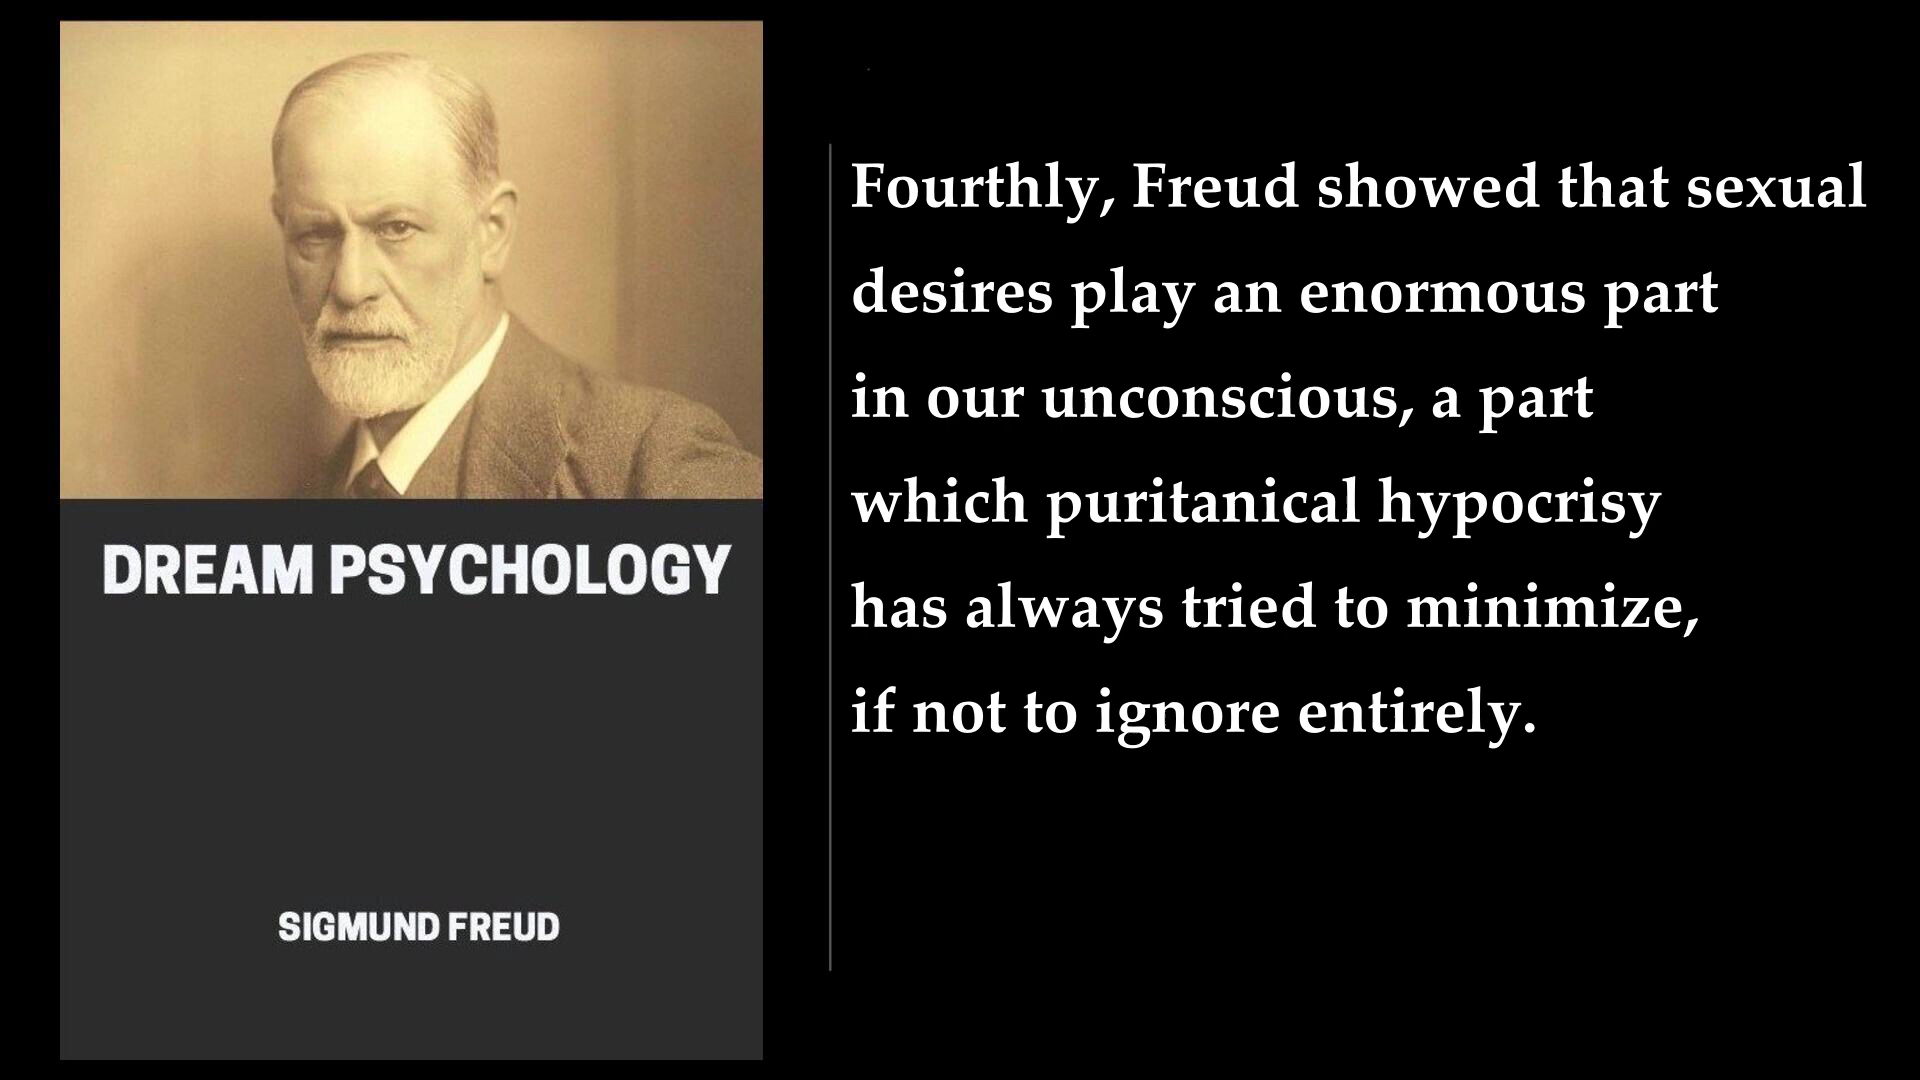 DREAM PSYCHOLOGY
SIGMUND FREUD
Fourthly, Freud showed that sexual
desires play an enormous part
in our unconscious, a part
which puritanical hypocrisy
has always tried to minimize,
if not to ignore entirely.